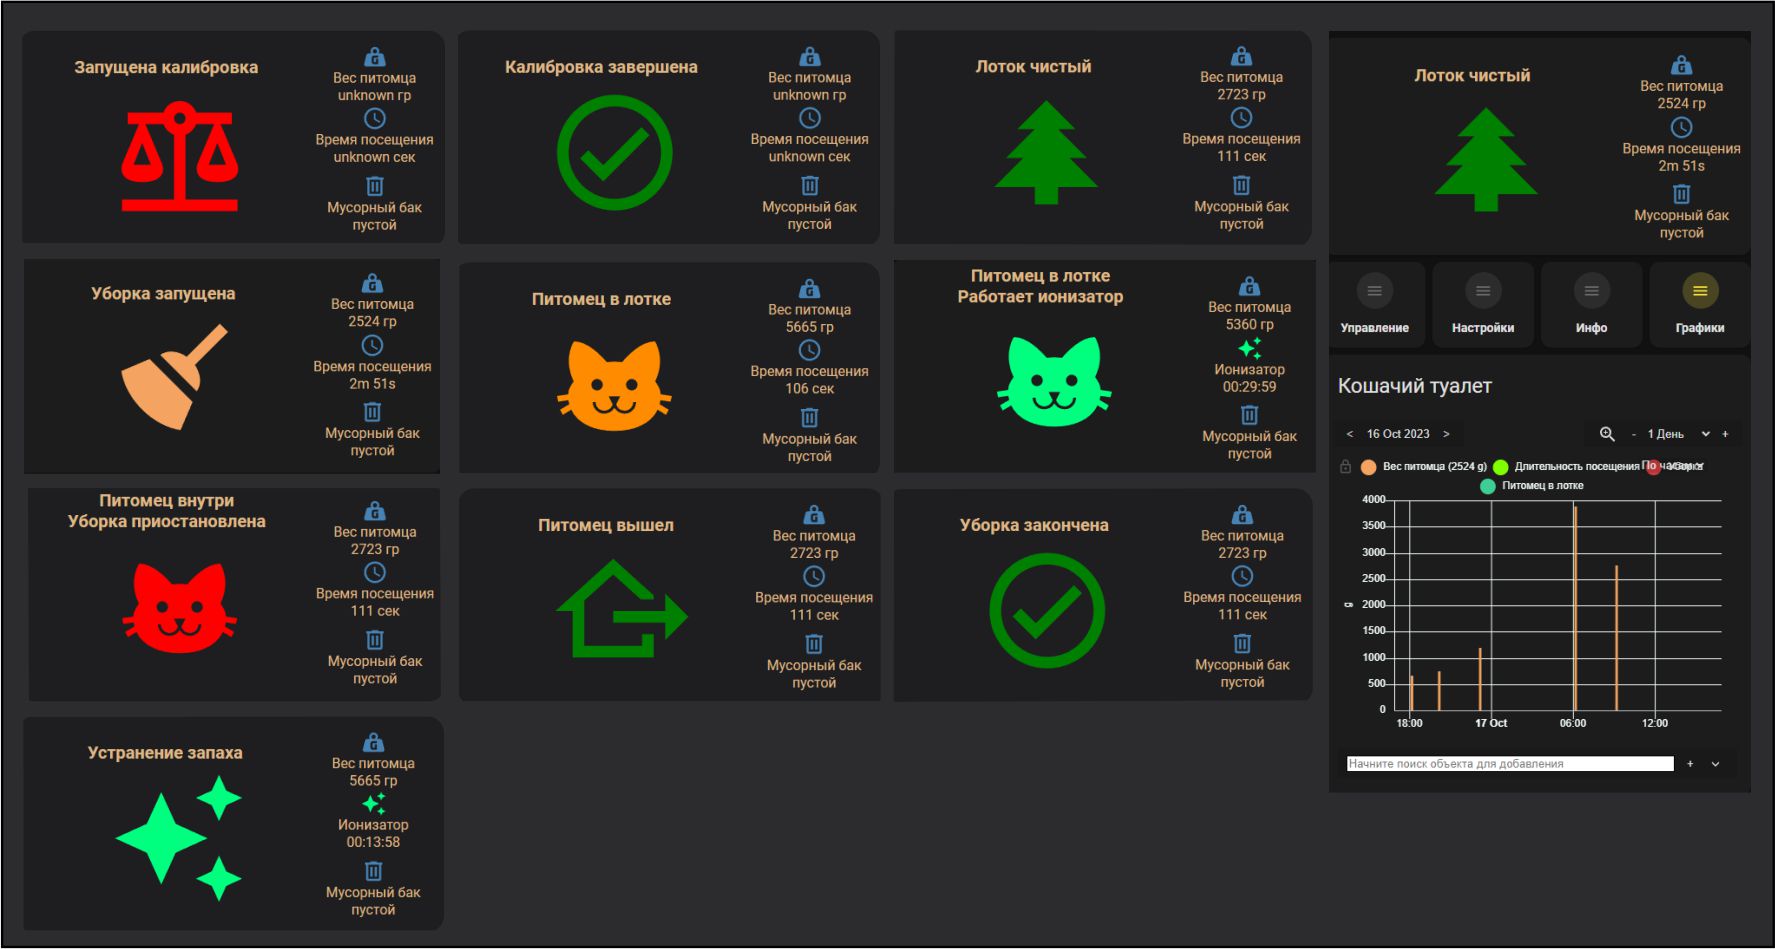 Запущена калибровка
Вес питомца
unknown гр
Время посещения
unknown сек
Мусорный бак
пустой
Калибровка завершена
Вес питомца
unknown гр
Время посещения
unknown сек
Мусорный бак
пустой
Лоток чистый
Вес питомца
2723 гр
Время посещения
111 сек
Мусорный бак
пустой
Уборка запущена
Вес питомца
2524 гр
Время посещения
2m 51s
Мусорный бак
пустой
Питомец в лотке
Вес питомца
5665 гр
Время посещения
106 сек
Мусорный бак
пустой
Питомец в лотке
Работает ионизатор
Вес питомца
5360 гр
Ионизатор
00:29:59
Мусорный бак
пустой
Питомец внутри
Уборка приостановлена
Вес питомца
2723 гр
Время посещения
111 сек
Мусорный бак
пустой
Питомец вышел
Вес питомца
2723 гр
Время посещения
111 сек
Мусорный бак
пустой
Уборка закончена
Вес питомца
2723 гр
Время посещения
111 сек
Мусорный бак
пустой
Устранение запаха
Вес питомца
5665 гр
Ионизатор
00:13:58
Мусорный бак
пустой
Лоток чистый
Вес питомца
2524 гр
Время посещения
2m 51s
Мусорный бак
пустой
Управление Настройки Инфо Графики
Кошачий туалет
< 16 Oct 2023 > - 1 День +
Вес питомца (2524 g) Длительность посещения По
Питомец в лотке
4000
3500
3000
2500
g 2000
1500
1000
500
0
18:00 17 Oct 06:00 12:00
Начните поиск объекта для добавления +